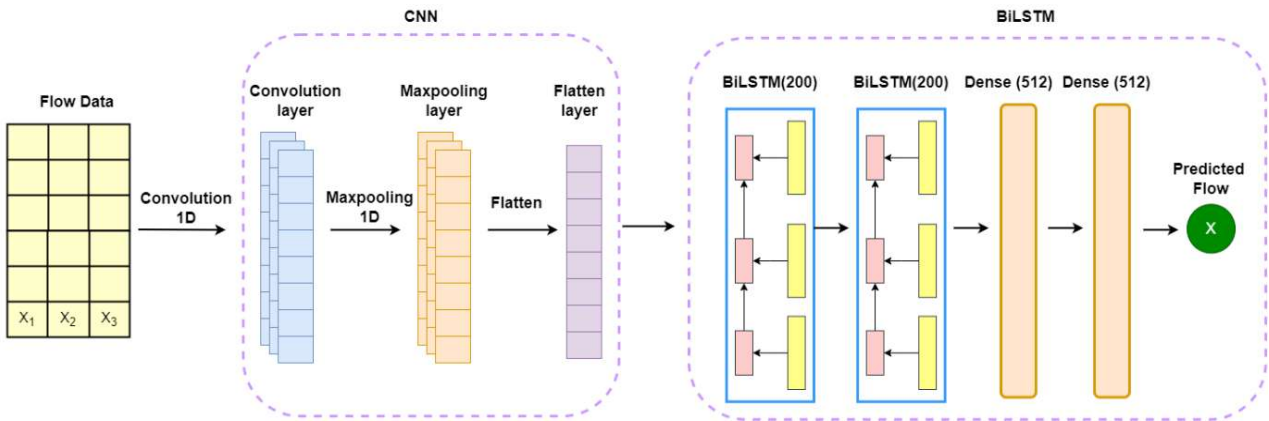 CNN
BiLSTM
Flow Data
X1 X2 X3
Convolution
1D
Convolution
layer
Maxpooling
1D
Maxpooling
layer
Flatten
Flatten
layer
BiLSTM(200)
BiLSTM(200)
Dense (512)
Dense (512)
Predicted
Flow
X